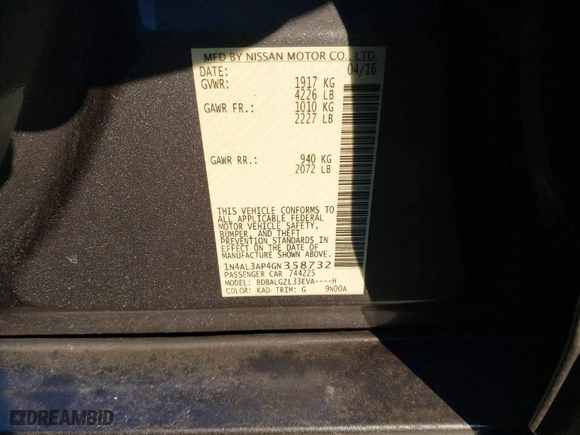 MFD BY NISSAN MOTOR CO., LTD.
DATE: 04/16
GVWR: 1917 KG
4226 LB
GAWR FR.: 1010 KG
2227 LB
GAWR RR.: 940 KG
2072 LB
THIS VEHICLE CONFORMS TO
ALL APPLICABLE FEDERAL
MOTOR VEHICLE SAFETY,
BUMPER, AND THEFT
PREVENTION STANDARDS IN
EFFECT ON THE DATE OF
MANUFACTURE SHOWN ABOVE.
1N4AL3AP4GN358732
PASSENGER CAR 744225
MODEL: BDBALGZL33EVA----H
COLOR: KAD TRIM: G 9N00A
DREAMBID